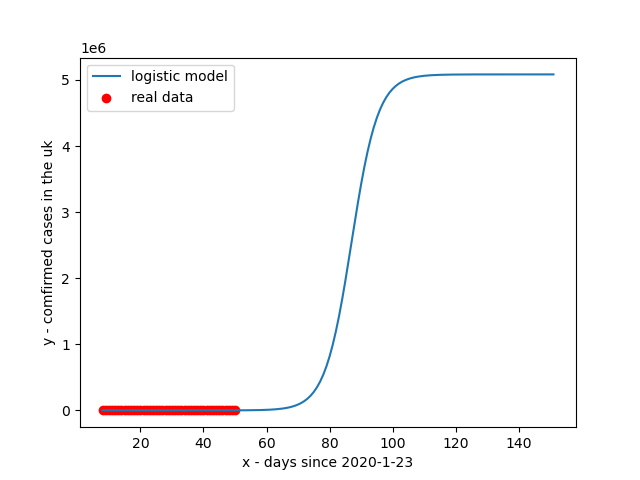 1e6
logistic model
real data
5
4
3
2
1
0
y - comfirmed cases in the uk
20 40 60 80 100 120 140
x - days since 2020-1-23